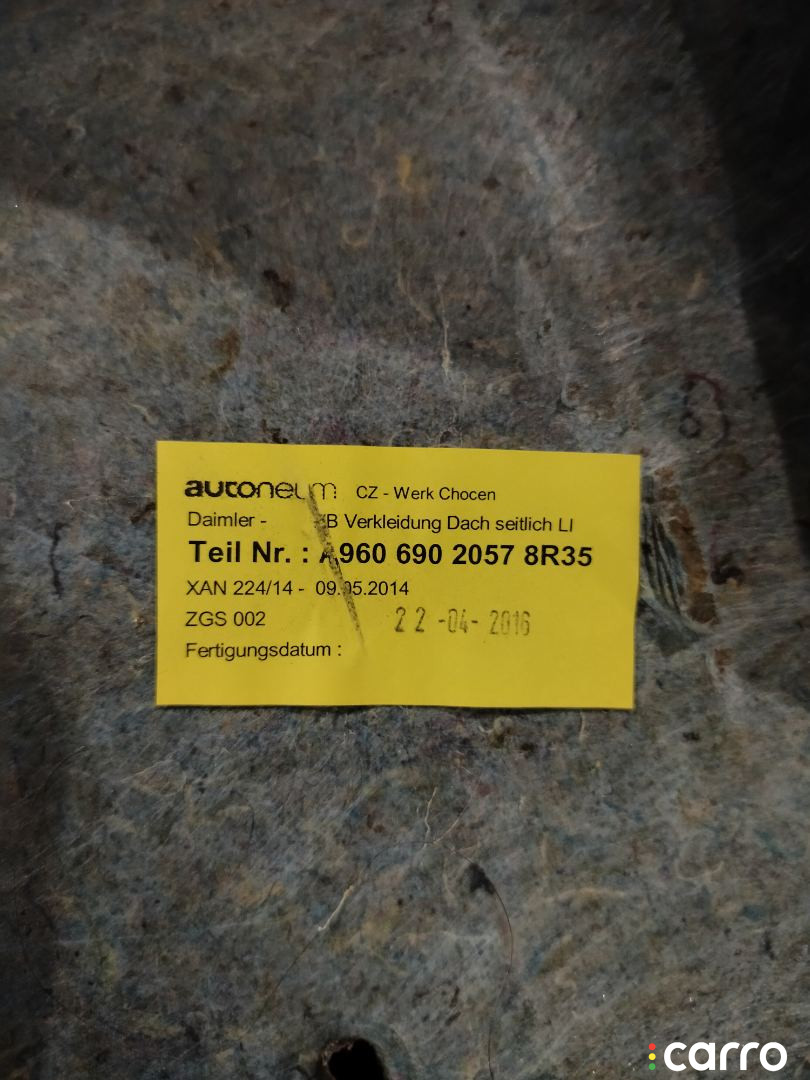 autoneum CZ - Werk Chocen
Daimler - Verkleidung Dach seitlich LI
Teil Nr. : A960 690 2057 8R35
XAN 224/14 - 09.05.2014
ZGS 002 22-04-2016
Fertigungsdatum :
carro